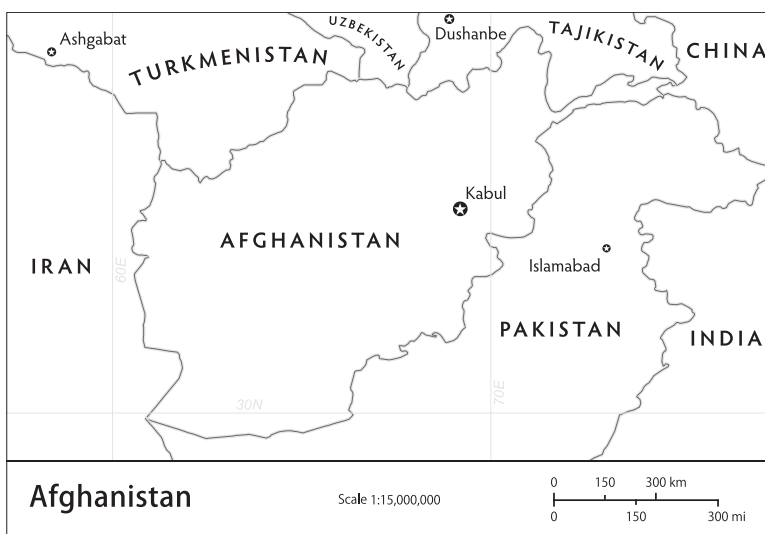 Ashgabat
TURKMENISTAN
UZBEKISTAN
Dushanbe
TAJIKISTAN
CHINA
Kabul
AFGHANISTAN
IRAN
60E
Islamabad
PAKISTAN
INDIA
30N
70E
Afghanistan
Scale 1:15,000,000
0 150 300 km
0 150 300 mi